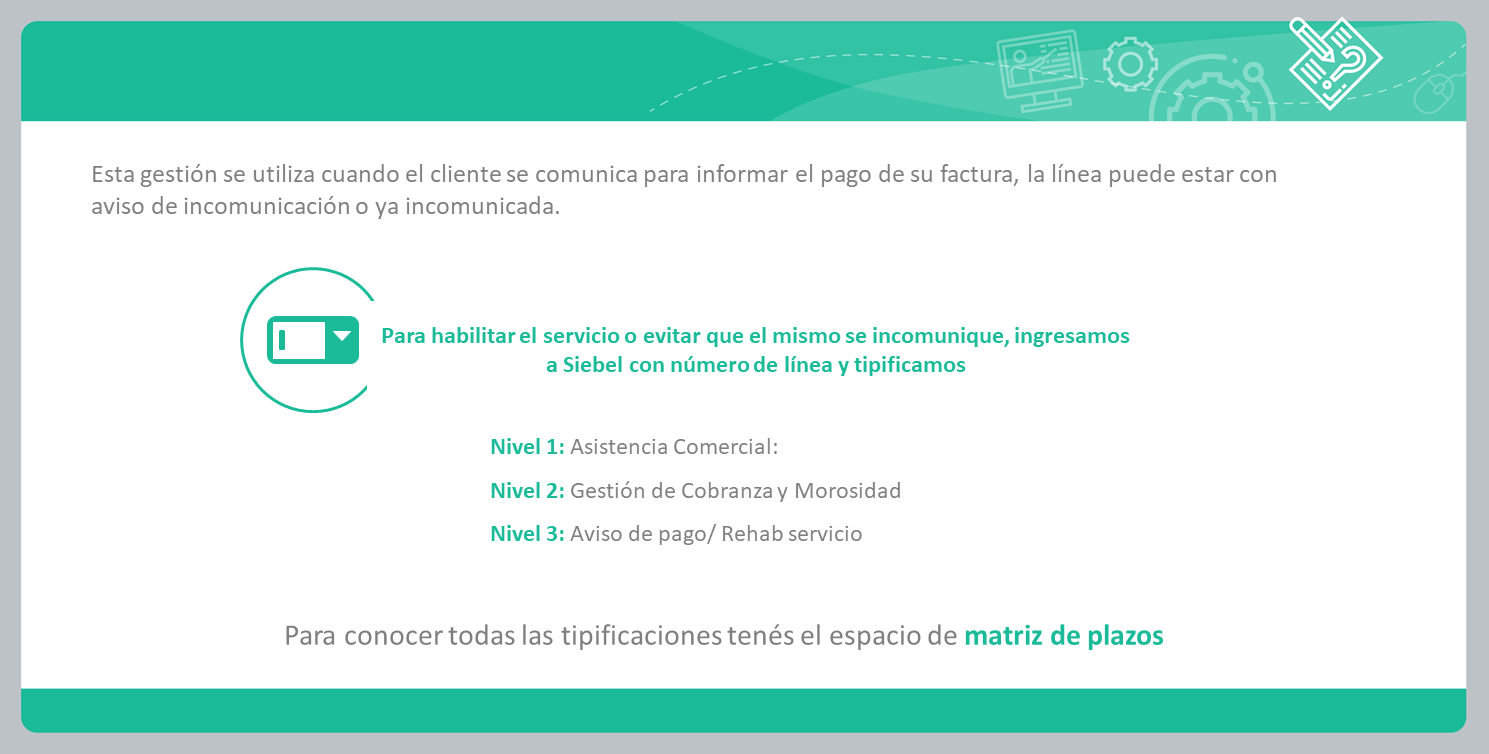 Esta gestión se utiliza cuando el cliente se comunica para informar el pago de su factura, la línea puede estar con
aviso de incomunicación o ya incomunicada.
Para habilitar el servicio o evitar que el mismo se incomunique, ingresamos
a Siebel con número de línea y tipificamos
Nivel 1: Asistencia Comercial:
Nivel 2: Gestión de Cobranza y Morosidad
Nivel 3: Aviso de pago/ Rehab servicio
Para conocer todas las tipificaciones tenés el espacio de matriz de plazos